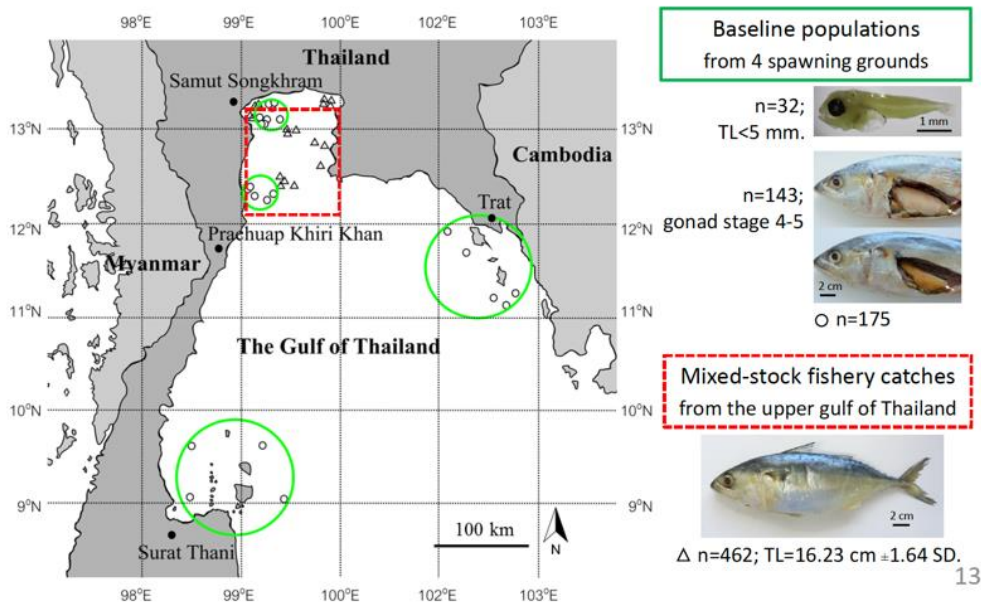 98°E 99°E 100°E 102°E 103°E
Thailand
Samut Songkhram
13°N 13°N
Cambodia
Trat
12°N 12°N
Prachuap Khiri Khan
Myanmar
11°N 11°N
The Gulf of Thailand
10°N 10°N
9°N 9°N
100 km
N
Surat Thani
98°E 99°E 100°E 102°E 103°E
Baseline populations
from 4 spawning grounds
n=32;
TL<5 mm.
1 mm
n=143;
gonad stage 4-5
2 cm
n=175
Mixed-stock fishery catches
from the upper gulf of Thailand
2 cm
n=462; TL=16.23 cm ±1.64 SD.
13